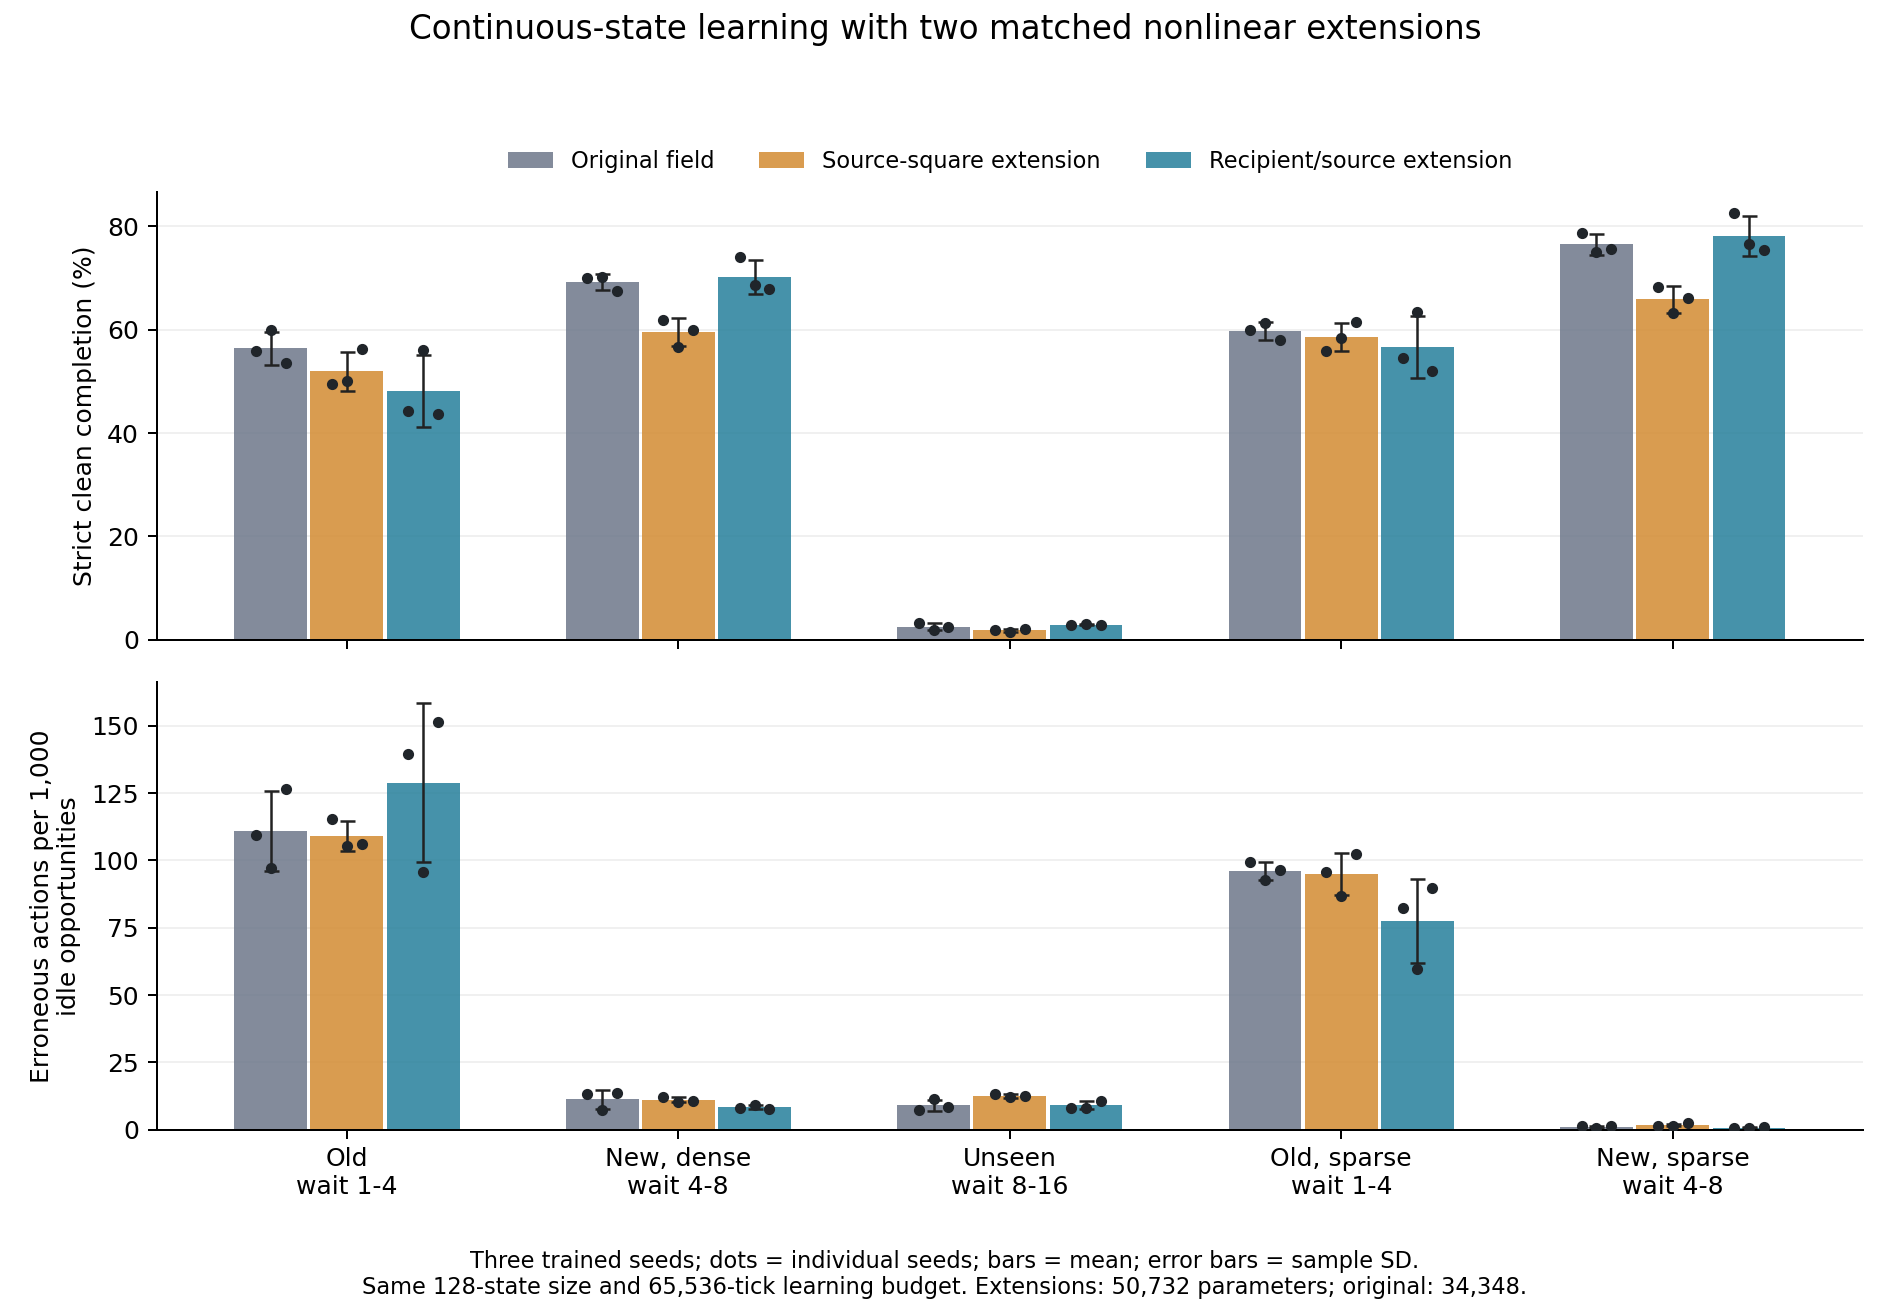 Continuous-state learning with two matched nonlinear extensions
Original field
Source-square extension
Recipient/source extension
Strict clean completion (%)
80
60
40
20
0
Erroneous actions per 1,000
idle opportunities
150
125
100
75
50
25
0
Old
wait 1-4
New, dense
wait 4-8
Unseen
wait 8-16
Old, sparse
wait 1-4
New, sparse
wait 4-8
Three trained seeds; dots = individual seeds; bars = mean; error bars = sample SD.
Same 128-state size and 65,536-tick learning budget. Extensions: 50,732 parameters; original: 34,348.